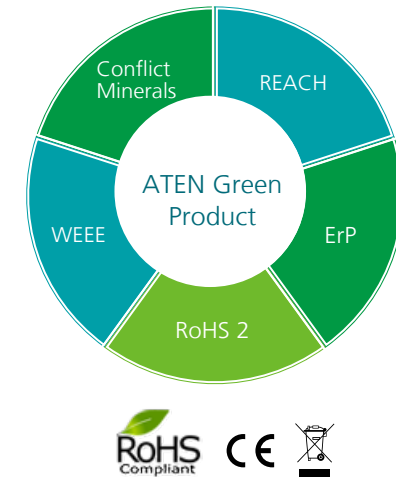 Conflict
Minerals
REACH
ATEN Green
Product
WEEE
ErP
RoHS 2
RoHS
Compliant
CE